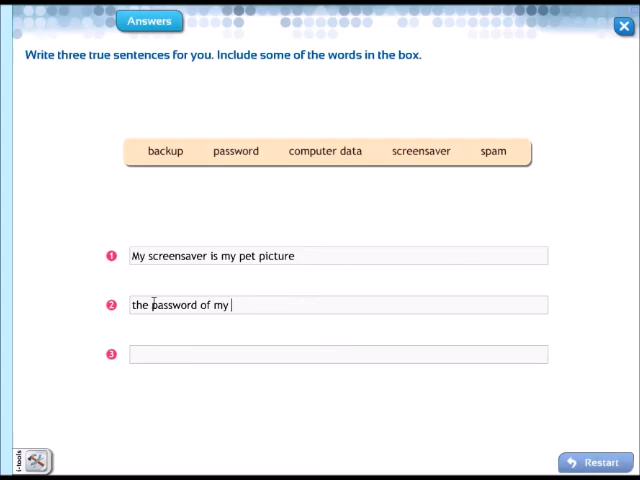 Answers
Write three true sentences for you. Include some of the words in the box.
backup password computer data screensaver spam
1 My screensaver is my pet picture
2 the password of my
3
i-tools
Restart